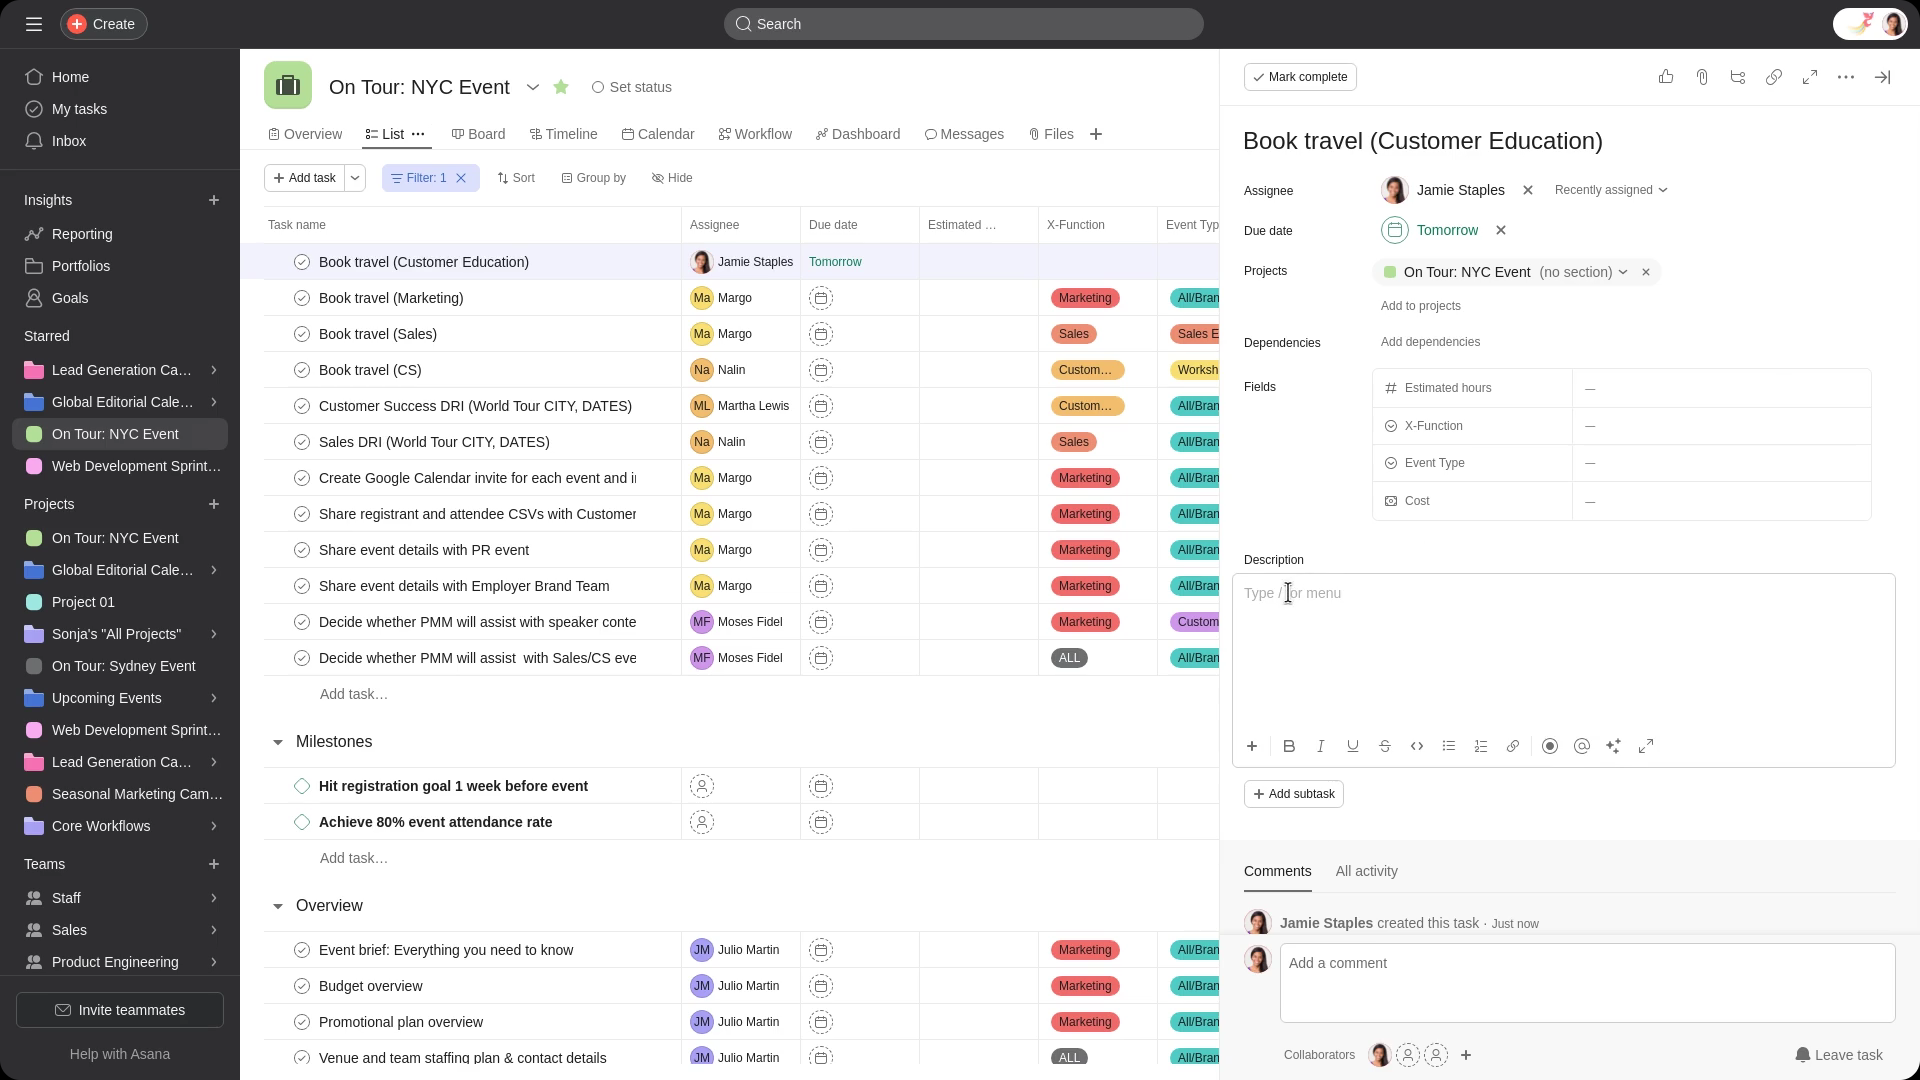 Create
Search
Home
My tasks
Inbox
Insights
Reporting
Portfolios
Goals
Starred
Lead Generation Ca...
Global Editorial Cale...
On Tour: NYC Event
Web Development Sprint...
Projects
On Tour: NYC Event
Global Editorial Cale...
Project 01
Sonja's "All Projects"
On Tour: Sydney Event
Upcoming Events
Web Development Sprint...
Lead Generation Ca...
Seasonal Marketing Cam...
Core Workflows
Teams
Staff
Sales
Product Engineering
Invite teammates
Help with Asana
On Tour: NYC Event
Set status
Overview List Board Timeline Calendar Workflow Dashboard Messages Files
Add task Filter: 1 Sort Group by Hide
Task name Assignee Due date Estimated ... X-Function Event Typ
Book travel (Customer Education) Jamie Staples Tomorrow
Book travel (Marketing) Ma Margo Marketing All/Bran
Book travel (Sales) Ma Margo Sales Sales E
Book travel (CS) Na Nalin Custom... Worksh
Customer Success DRI (World Tour CITY, DATES) ML Martha Lewis Custom... All/Bran
Sales DRI (World Tour CITY, DATES) Na Nalin Sales All/Bran
Create Google Calendar invite for each event and i Ma Margo Marketing All/Bran
Share registrant and attendee CSVs with Customer Ma Margo Marketing All/Bran
Share event details with PR event Ma Margo Marketing All/Bran
Share event details with Employer Brand Team Ma Margo Marketing All/Bran
Decide whether PMM will assist with speaker conte MF Moses Fidel Marketing Custom
Decide whether PMM will assist with Sales/CS eve MF Moses Fidel ALL All/Bran
Add task...
Milestones
Hit registration goal 1 week before event
Achieve 80% event attendance rate
Add task...
Overview
Event brief: Everything you need to know JM Julio Martin Marketing All/Bran
Budget overview JM Julio Martin Marketing All/Bran
Promotional plan overview JM Julio Martin Marketing All/Bran
Venue and team staffing plan & contact details JM Julio Martin ALL All/Bran
Mark complete
Book travel (Customer Education)
Assignee Jamie Staples Recently assigned
Due date Tomorrow
Projects On Tour: NYC Event (no section)
Add to projects
Dependencies Add dependencies
Fields
Estimated hours —
X-Function —
Event Type —
Cost —
Description
Type / for menu
Add subtask
Comments All activity
Jamie Staples created this task · Just now
Add a comment
Collaborators
Leave task